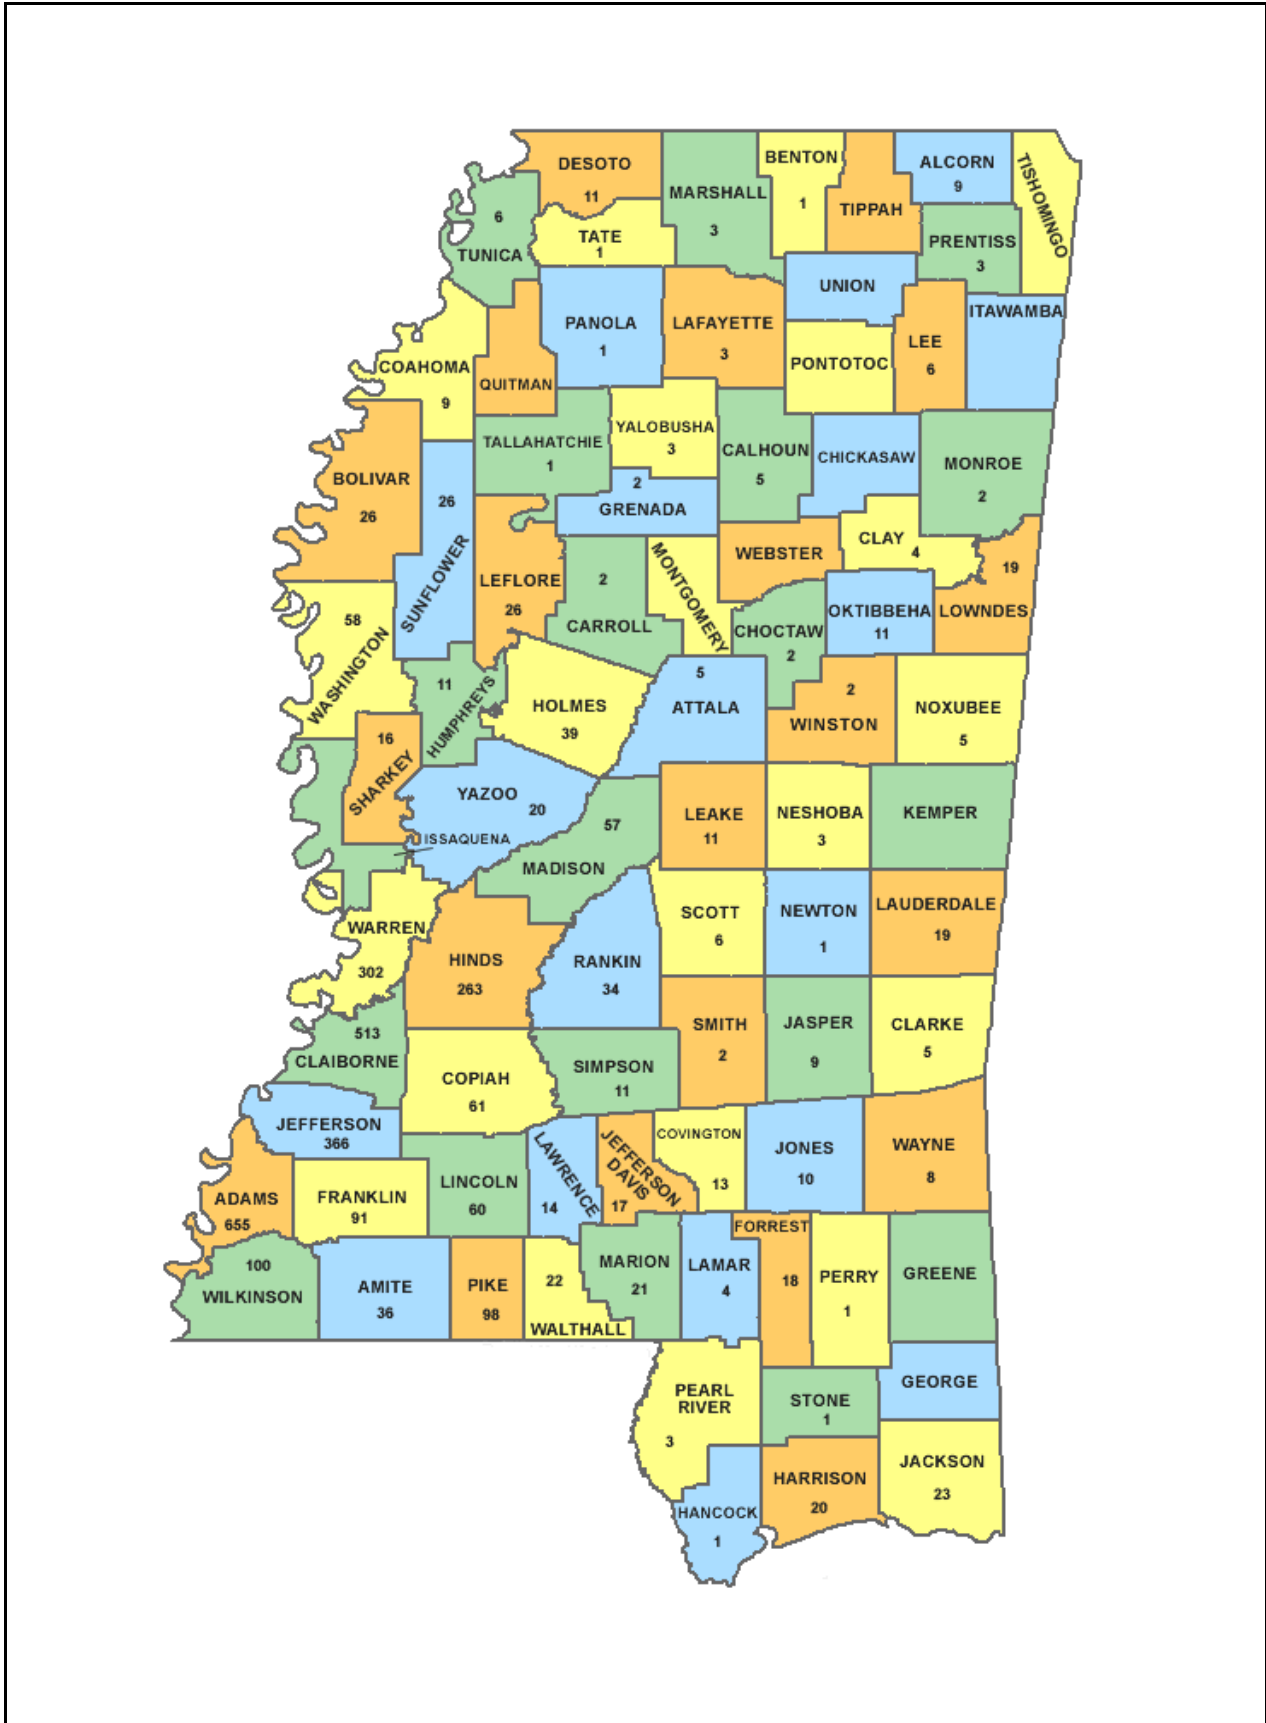 DESOTO
11
MARSHALL
3
BENTON
1
TIPPAH
ALCORN
9
TISHOMINGO
6
TUNICA
TATE
1
PRENTISS
3
UNION
ITAWAMBA
PANOLA
1
LAFAYETTE
3
PONTOTOC
LEE
6
COAHOMA
9
QUITMAN
TALLAHATCHIE
1
YALOBUSHA
3
CALHOUN
5
CHICKASAW
MONROE
2
BOLIVAR
26
26
SUNFLOWER
2
GRENADA
LEFLORE
26
2
CARROLL
MONTGOMERY
WEBSTER
CLAY
4
19
LOWNDES
OKTIBBEHA
11
CHOCTAW
2
58
WASHINGTON
11
HUMPHREYS
HOLMES
39
5
ATTALA
2
WINSTON
NOXUBEE
5
16
SHARKEY
YAZOO
20
ISSAQUENA
57
MADISON
LEAKE
11
NESHOBA
3
KEMPER
WARREN
302
HINDS
263
RANKIN
34
SCOTT
6
NEWTON
1
LAUDERDALE
19
513
CLAIBORNE
COPIAH
61
SIMPSON
11
SMITH
2
JASPER
9
CLARKE
5
JEFFERSON
366
LINCOLN
60
LAWRENCE
14
JEFFERSON
DAVIS
17
COVINGTON
13
JONES
10
WAYNE
8
ADAMS
655
FRANKLIN
91
100
WILKINSON
AMITE
36
PIKE
98
22
WALTHALL
MARION
21
LAMAR
4
FORREST
18
PERRY
1
GREENE
PEARL
RIVER
3
STONE
1
GEORGE
HANCOCK
1
HARRISON
20
JACKSON
23